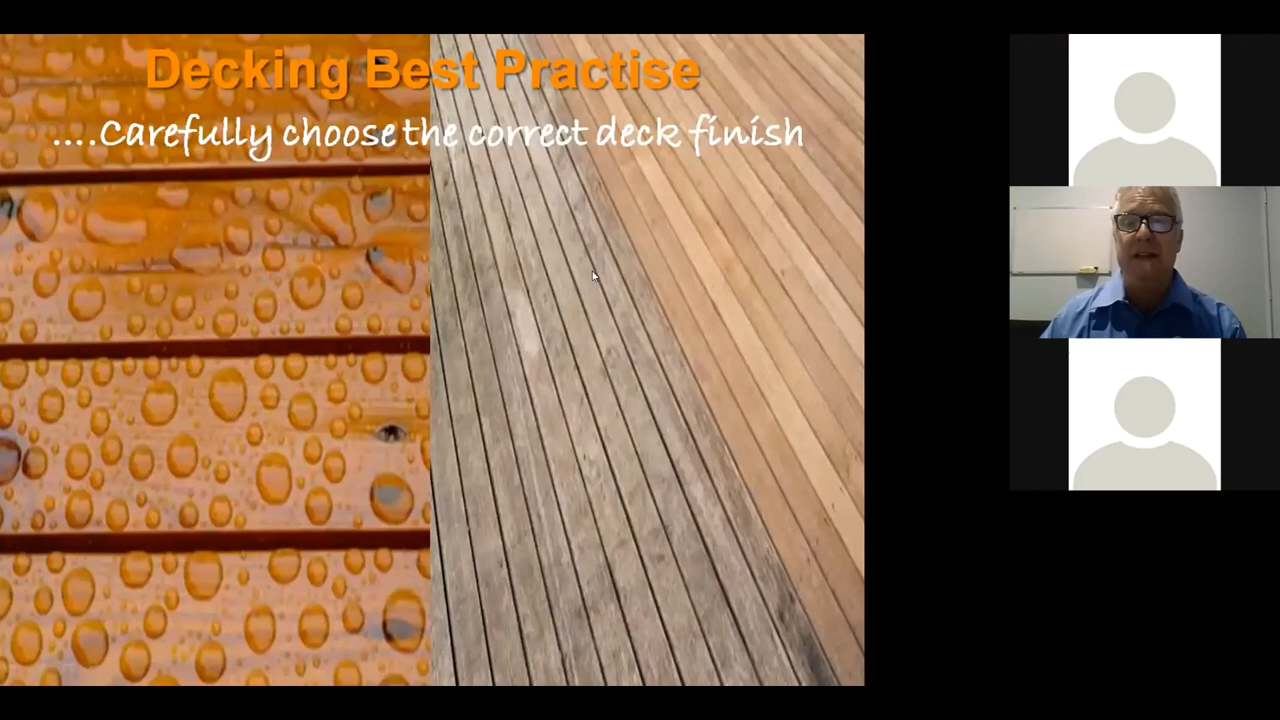 Decking Best Practise
....Carefully choose the correct deck finish